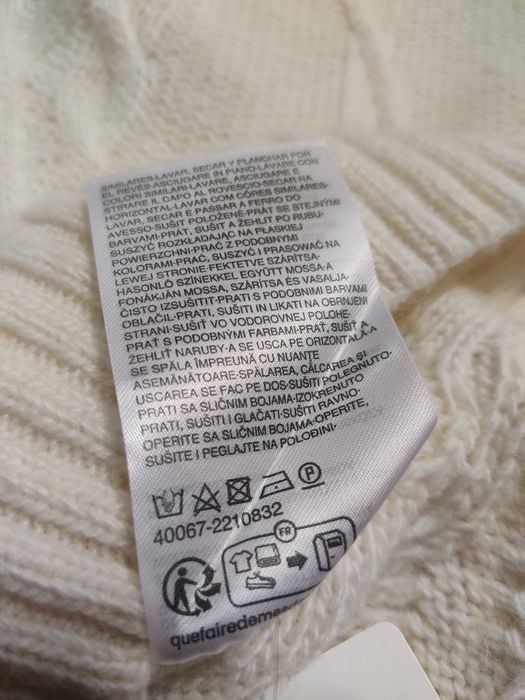 SIMILARES-LAVAR, SECAR Y PLANCHAR POR
EL REVÉS-ASCIUGARE IN PIANO-LAVARE CON
COLORI SIMILARI-LAVARE, ASCIUGARE E
STIRARE IL CAPO AL ROVESCIO-SECAR NA
HORIZONTAL-LAVAR COM CÔRES SIMILARES-
LAVAR, SECAR E PASSAR A FERRO DO
AVESSO-SUŠIT POLOŽENÉ-PRÁT SE STEJNÝMI
BARVAMI-PRÁT, SUŠIT A ŽEHLIT PO RUBU-
SUSZYĆ ROZKŁADAJĄC NA PŁASKIEJ
POWIERZCHNI-PRAĆ Z PODOBNYMI
KOLORAMI-PRAĆ, SUSZYĆ I PRASOWAĆ NA
LEWEJ STRONIE-FEKTETVE SZÁRÍTSA-
HASONLÓ SZÍNEKKEL EGYÜTT MOSSA-A
FONÁKJÁN MOSSA, SZÁRÍTSA ÉS VASALJA-
ČISTO IZSUŠITIT-PRATI S PODOBNIMI BARVAMI
OBLAČIL-PRATI, SUŠITI IN LIKATI NA OBRNJENI
STRANI-SUŠIŤ VO VODOROVNEJ POLOHE-
PRAŤ S PODOBNÝMI FARBAMI-PRAŤ, SUŠIŤ A
ŽEHLIŤ NARUBY-A SE USCA PE ORIZONTALA-A
SE SPĂLA ÎMPREUNĂ CU NUANȚE
ASEMĂNĂTOARE-SPĂLAREA, CĂLCAREA ȘI
USCAREA SE FAC PE DOS-SUŠITI POLEGNUTO-
PRATI SA SLIČNIM BOJAMA-IZOKRENUTO
PRATI, SUŠITI I GLAČATI-SUŠITI RAVNO-
OPERITE SA SLIČNIM BOJAMA-OPERITE,
SUŠITE I PEGLAJTE NA POLOĐINI-
P
40067-2210832
FR
quefairedemesde